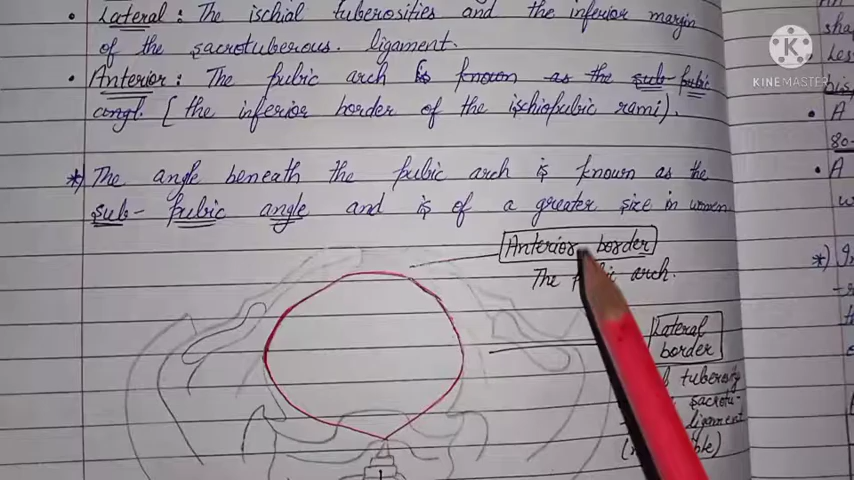 • Lateral : The ischial tuberosities and the inferior margin
of the sacrotuberous. ligament.
• Anterior : The pubic arch is known as the sub-pubic
angl. [ the inferior border of the ischiopubic rami).
*) The angle beneath the pubic arch is known as the
sub-pubic angle and is of a greater size in women
Anterior border
The arch.
Lateral
border
tuberosity
sacrotu-
ligament
KINEMASTER
A
80-
A